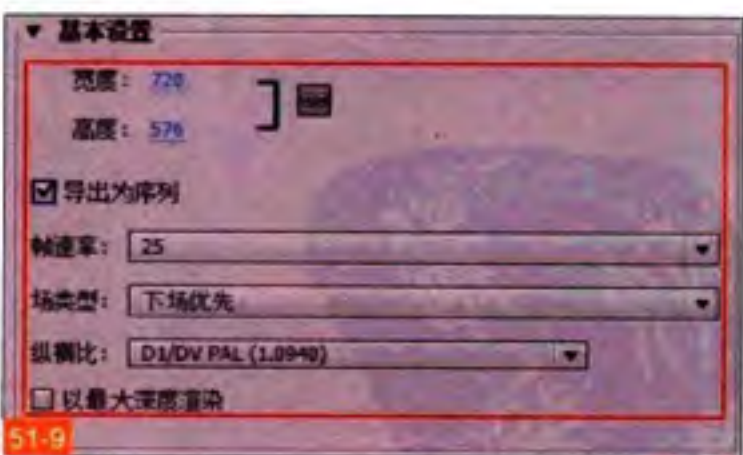 ▼ 基本设置
宽度： 720
高度： 576
导出为序列
帧速率： 25
场类型： 下场优先
纵横比： D1/DV PAL (1.0940)
以最大深度渲染
51-9